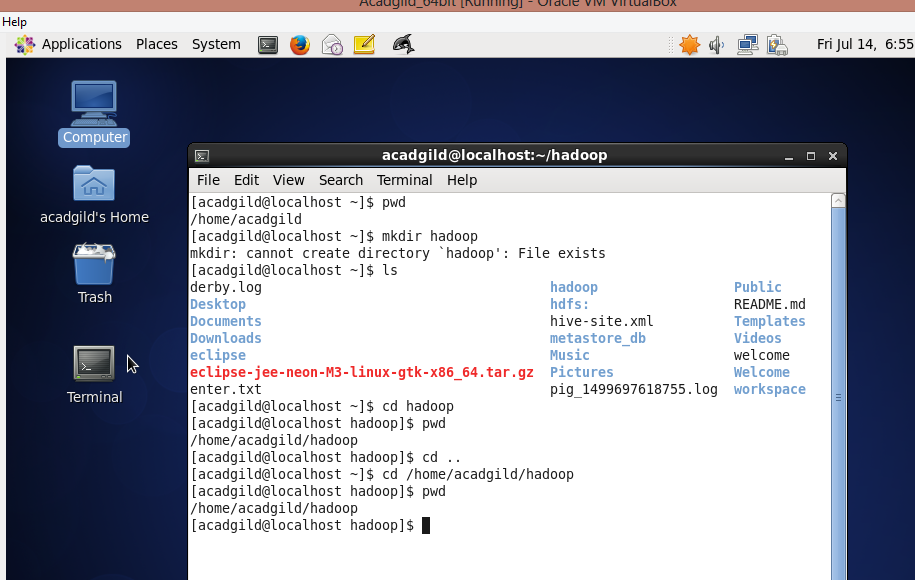 Acadgild_64bit [Running] - Oracle VM VirtualBox
Help
Applications Places System Fri Jul 14, 6:55
Computer
acadgild's Home
Trash
Terminal
acadgild@localhost:~/hadoop
File Edit View Search Terminal Help
[acadgild@localhost ~]$ pwd
/home/acadgild
[acadgild@localhost ~]$ mkdir hadoop
mkdir: cannot create directory `hadoop': File exists
[acadgild@localhost ~]$ ls
derby.log hadoop Public
Desktop hdfs: README.md
Documents hive-site.xml Templates
Downloads metastore_db Videos
eclipse Music welcome
eclipse-jee-neon-M3-linux-gtk-x86_64.tar.gz Pictures Welcome
enter.txt pig_1499697618755.log workspace
[acadgild@localhost ~]$ cd hadoop
[acadgild@localhost hadoop]$ pwd
/home/acadgild/hadoop
[acadgild@localhost hadoop]$ cd ..
[acadgild@localhost ~]$ cd /home/acadgild/hadoop
[acadgild@localhost hadoop]$ pwd
/home/acadgild/hadoop
[acadgild@localhost hadoop]$